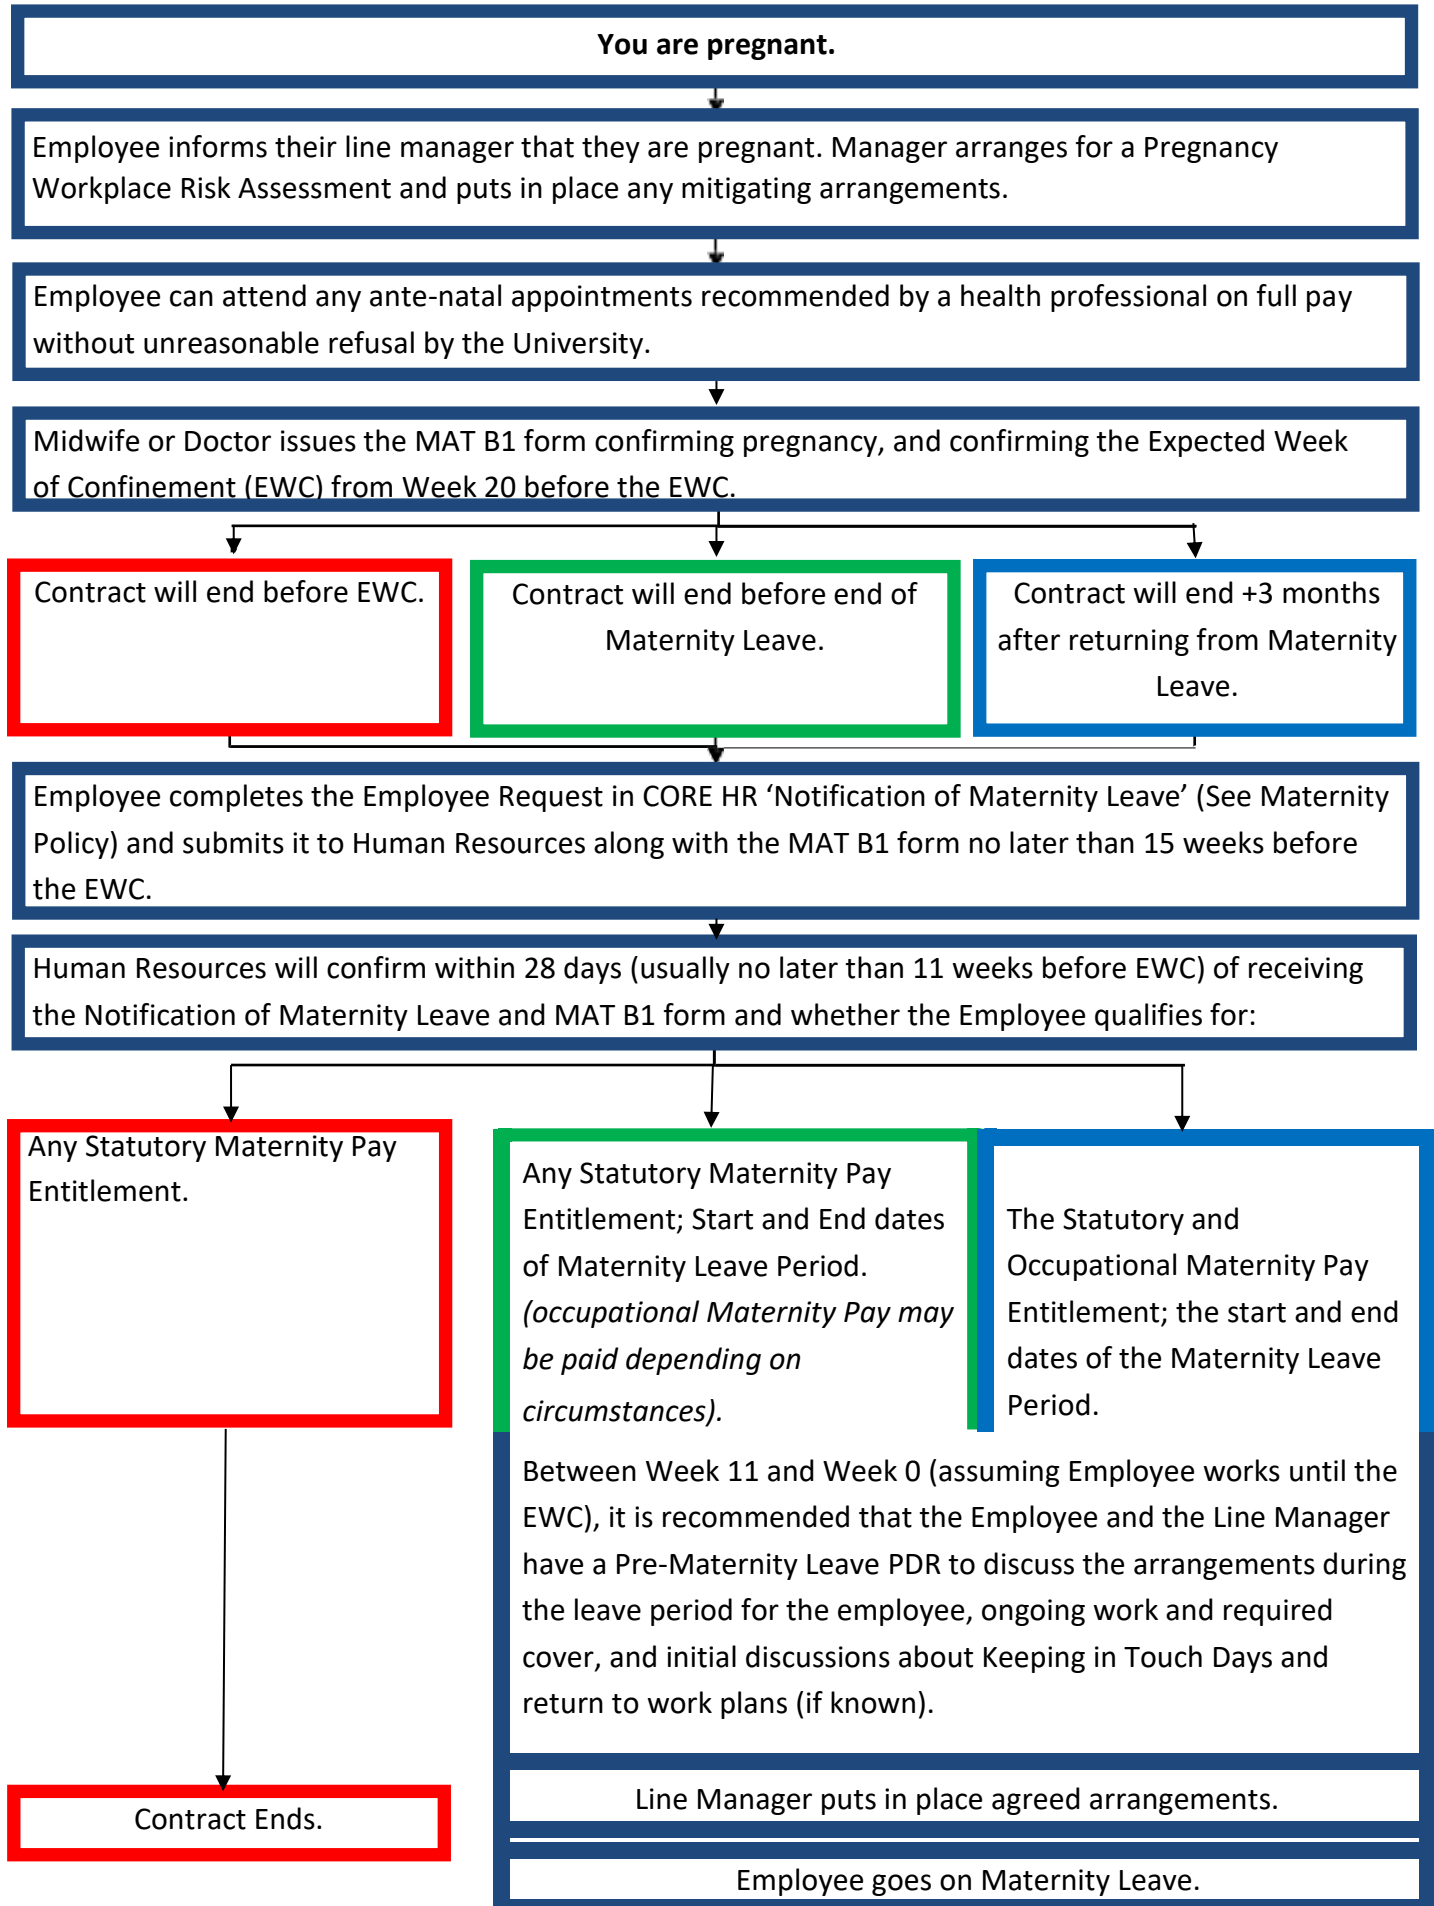 You are pregnant.
Employee informs their line manager that they are pregnant. Manager arranges for a Pregnancy
Workplace Risk Assessment and puts in place any mitigating arrangements.
Employee can attend any ante-natal appointments recommended by a health professional on full pay
without unreasonable refusal by the University.
Midwife or Doctor issues the MAT B1 form confirming pregnancy, and confirming the Expected Week
of Confinement (EWC) from Week 20 before the EWC.
Contract will end before EWC.
Contract will end before end of
Maternity Leave.
Contract will end +3 months
after returning from Maternity
Leave.
Employee completes the Employee Request in CORE HR ‘Notification of Maternity Leave’ (See Maternity
Policy) and submits it to Human Resources along with the MAT B1 form no later than 15 weeks before
the EWC.
Human Resources will confirm within 28 days (usually no later than 11 weeks before EWC) of receiving
the Notification of Maternity Leave and MAT B1 form and whether the Employee qualifies for:
Any Statutory Maternity Pay
Entitlement.
Any Statutory Maternity Pay
Entitlement; Start and End dates
of Maternity Leave Period.
(occupational Maternity Pay may
be paid depending on
circumstances).
The Statutory and
Occupational Maternity Pay
Entitlement; the start and end
dates of the Maternity Leave
Period.
Between Week 11 and Week 0 (assuming Employee works until the
EWC), it is recommended that the Employee and the Line Manager
have a Pre-Maternity Leave PDR to discuss the arrangements during
the leave period for the employee, ongoing work and required
cover, and initial discussions about Keeping in Touch Days and
return to work plans (if known).
Contract Ends.
Line Manager puts in place agreed arrangements.
Employee goes on Maternity Leave.